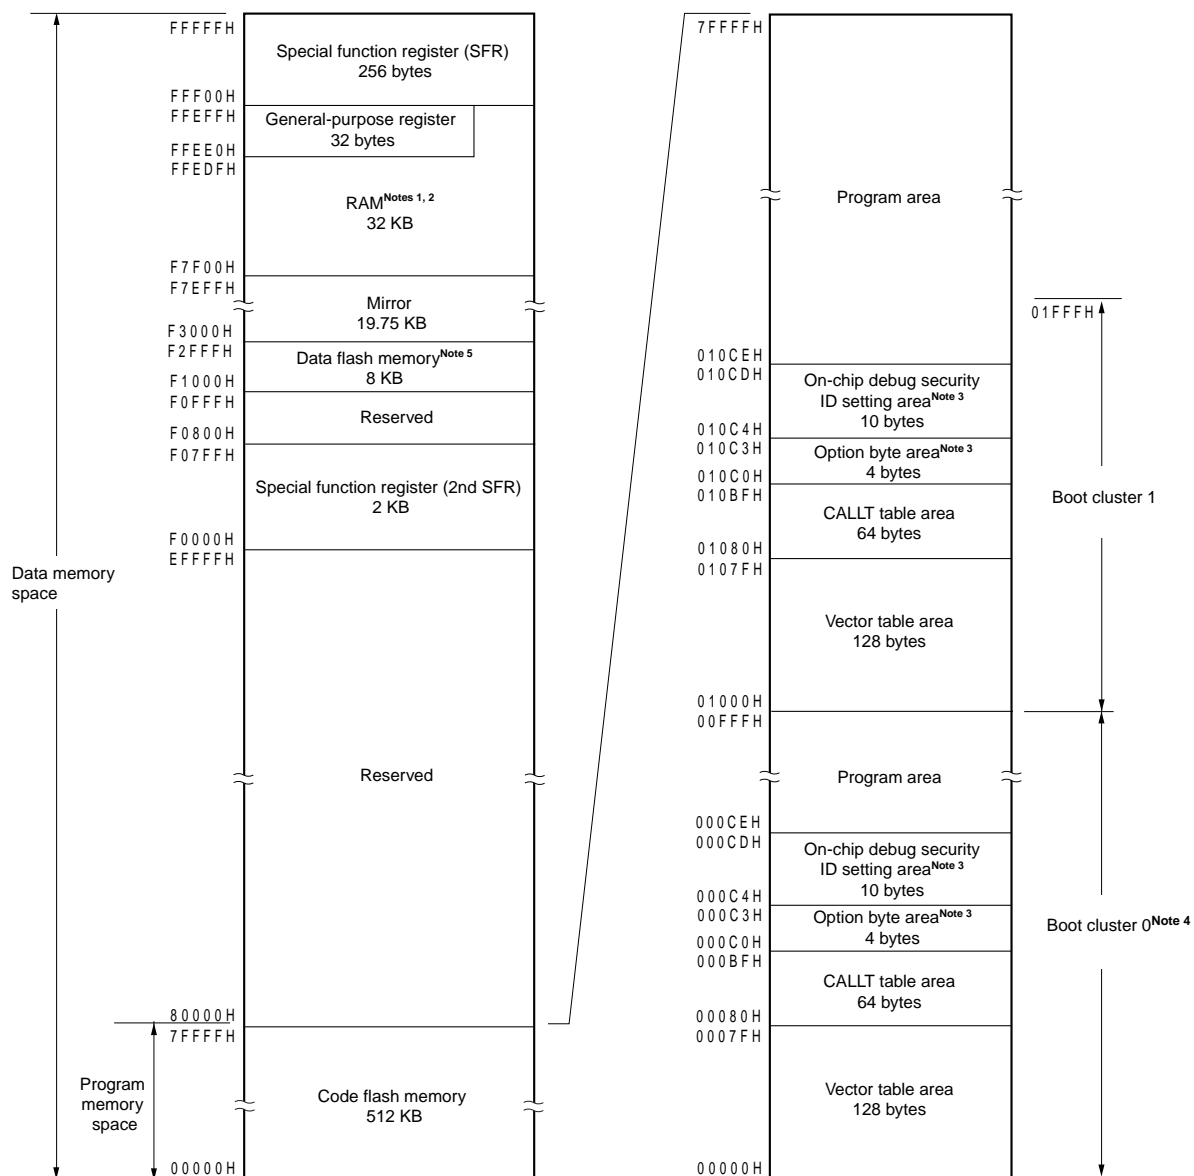 FFFFFH
Special function register (SFR)
256 bytes
FFF00H
FFEFFH
General-purpose register
32 bytes
FFEE0H
FFEDFH
RAMNotes 1, 2
32 KB
F7F00H
F7EFFH
Mirror
19.75 KB
F3000H
F2FFFH
Data flash memoryNote 5
8 KB
F1000H
F0FFFH
Reserved
F0800H
F07FFH
Special function register (2nd SFR)
2 KB
F0000H
EFFFFH
Data memory
space
Reserved
80000H
7FFFFH
Program
memory
space
Code flash memory
512 KB
00000H
7FFFFH
Program area
01FFFH
010CEH
010CDH
On-chip debug security
ID setting areaNote 3
10 bytes
010C4H
010C3H
Option byte areaNote 3
4 bytes
010C0H
010BFH
Boot cluster 1
CALLT table area
64 bytes
01080H
0107FH
Vector table area
128 bytes
01000H
00FFFH
Program area
000CEH
000CDH
On-chip debug security
ID setting areaNote 3
10 bytes
000C4H
000C3H
Option byte areaNote 3
4 bytes
Boot cluster 0Note 4
000C0H
000BFH
CALLT table area
64 bytes
00080H
0007FH
Vector table area
128 bytes
00000H